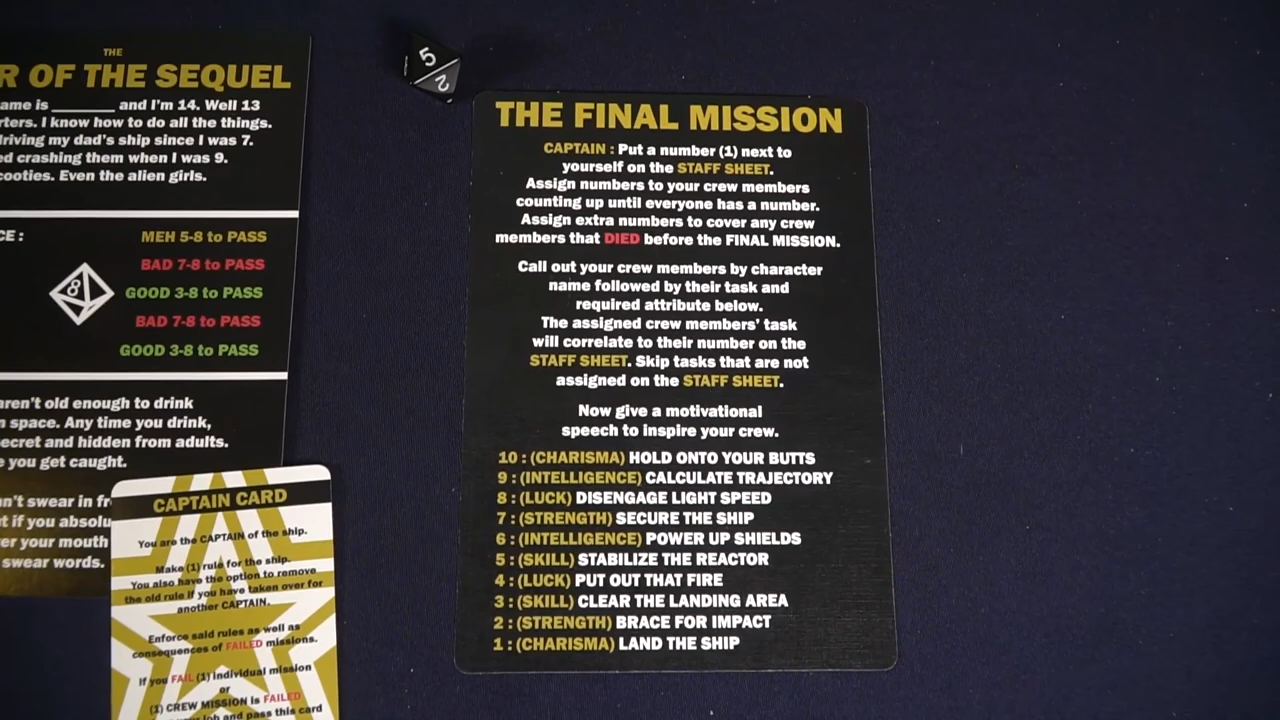 THE
R OF THE SEQUEL
ame is ______ and I'm 14. Well 13
rters. I know how to do all the things.
driving my dad's ship since I was 7.
ed crashing them when I was 9.
cooties. Even the alien girls.
CE :
MEH 5-8 to PASS
BAD 7-8 to PASS
GOOD 3-8 to PASS
BAD 7-8 to PASS
GOOD 3-8 to PASS
8
aren't old enough to drink
n space. Any time you drink,
ecret and hidden from adults.
e you get caught.
an't swear in fr
t if you absolu
er your mouth
swear words.
CAPTAIN CARD
You are the CAPTAIN of the ship.
Make (1) rule for the ship.
You also have the option to remove
the old rule if you have taken over for
another CAPTAIN.
Enforce said rules as well as
consequences of FAILED missions.
If you FAIL (1) individual mission
or
(1) CREW MISSION is FAILED
job and pass this card
5
2
THE FINAL MISSION
CAPTAIN : Put a number (1) next to
yourself on the STAFF SHEET.
Assign numbers to your crew members
counting up until everyone has a number.
Assign extra numbers to cover any crew
members that DIED before the FINAL MISSION.
Call out your crew members by character
name followed by their task and
required attribute below.
The assigned crew members' task
will correlate to their number on the
STAFF SHEET. Skip tasks that are not
assigned on the STAFF SHEET.
Now give a motivational
speech to inspire your crew.
10 : (CHARISMA) HOLD ONTO YOUR BUTTS
9 : (INTELLIGENCE) CALCULATE TRAJECTORY
8 : (LUCK) DISENGAGE LIGHT SPEED
7 : (STRENGTH) SECURE THE SHIP
6 : (INTELLIGENCE) POWER UP SHIELDS
5 : (SKILL) STABILIZE THE REACTOR
4 : (LUCK) PUT OUT THAT FIRE
3 : (SKILL) CLEAR THE LANDING AREA
2 : (STRENGTH) BRACE FOR IMPACT
1 : (CHARISMA) LAND THE SHIP